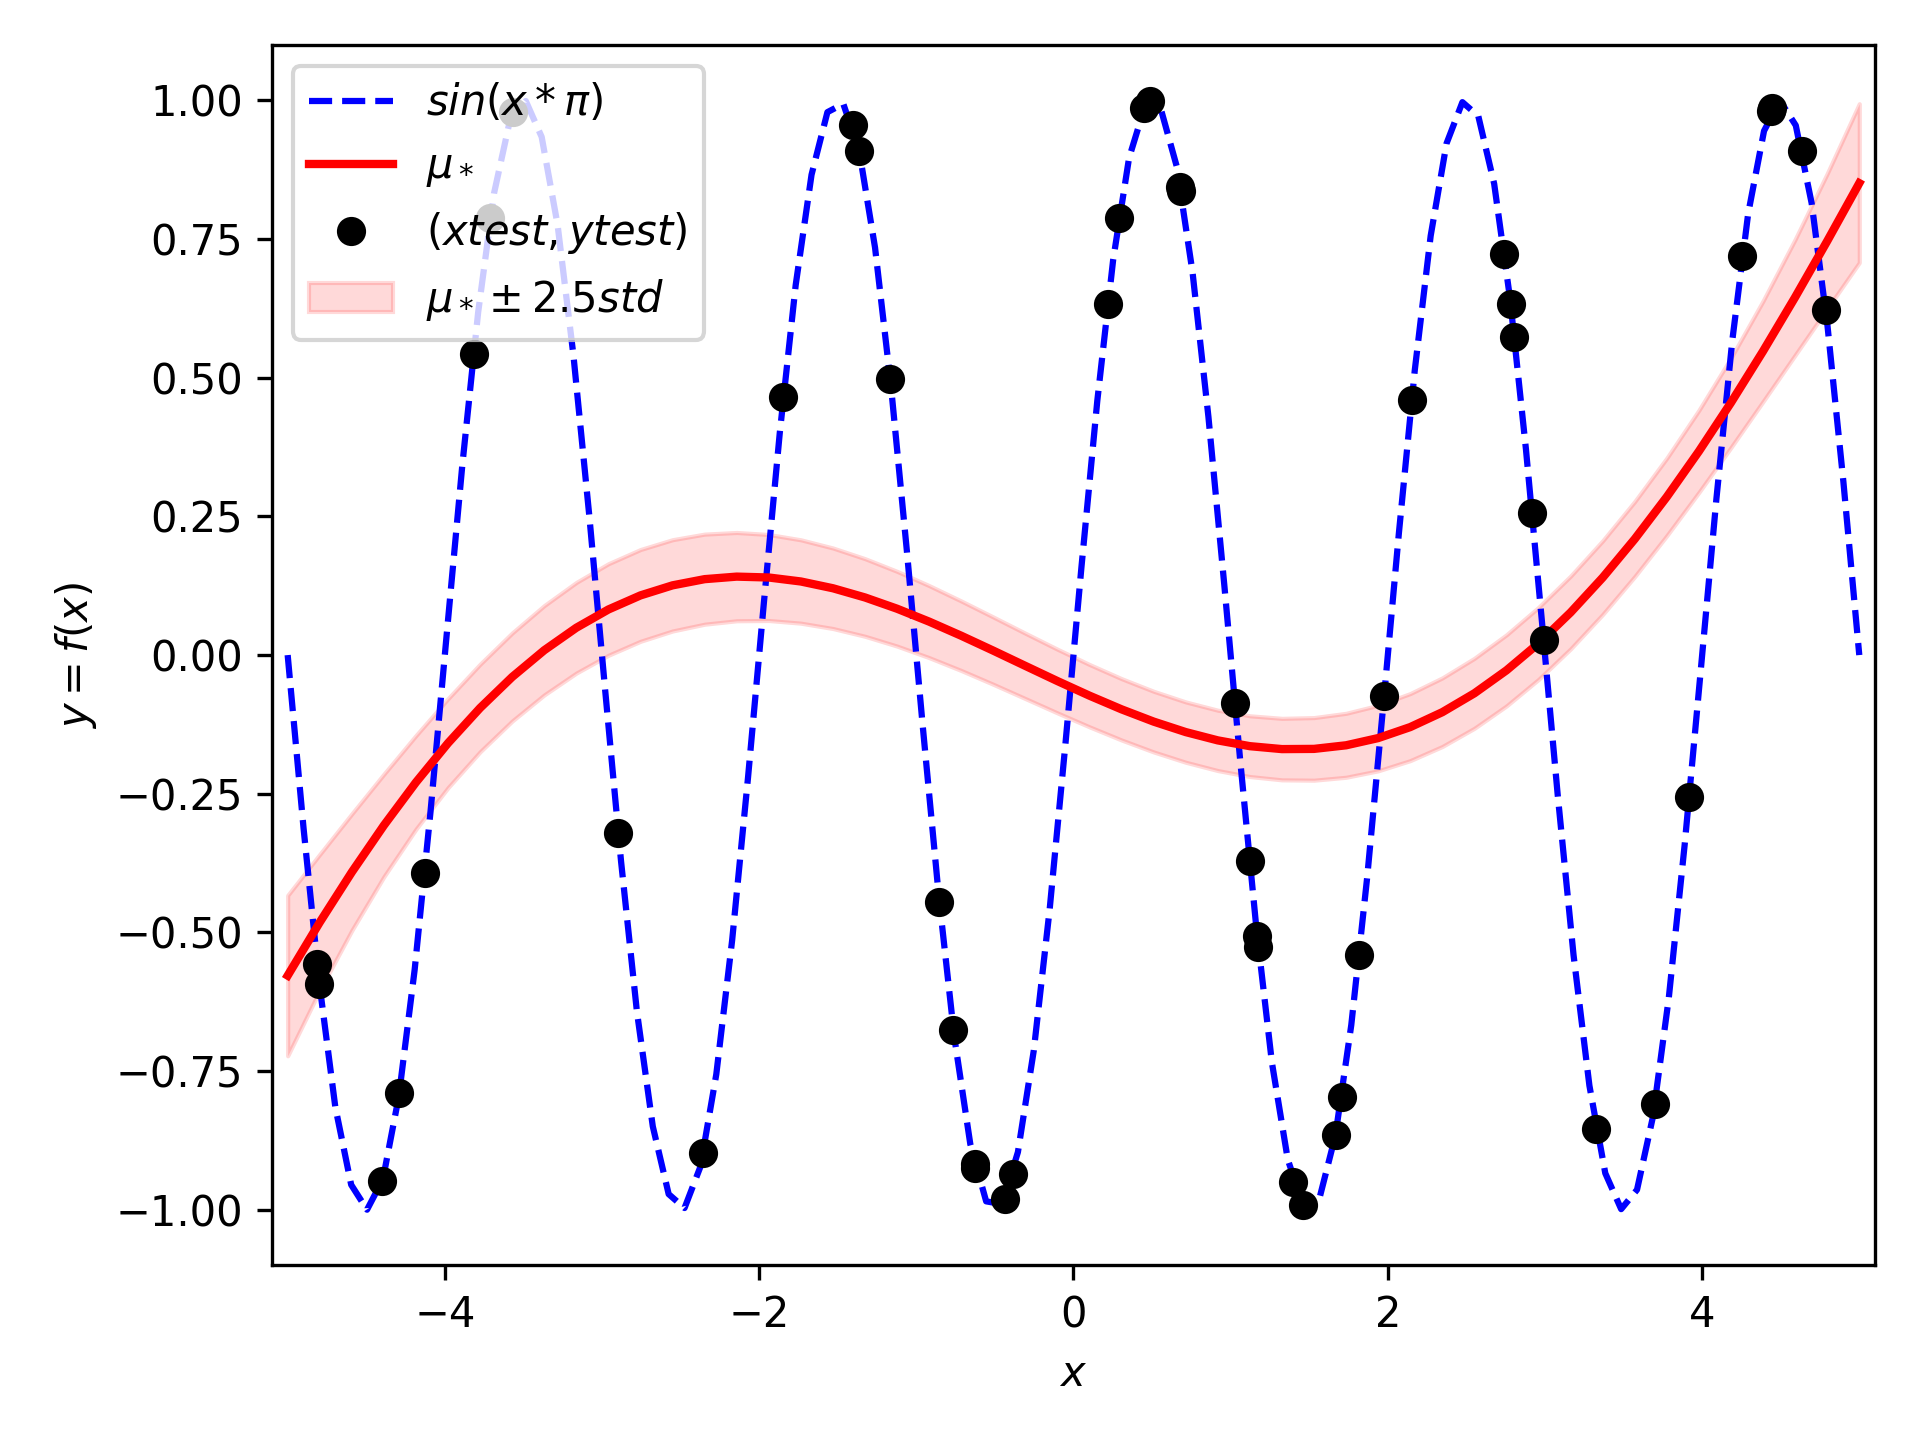 sin(x * π)
μ*
(xtest, ytest)
μ* ± 2.5std
1.00
0.75
0.50
0.25
0.00
−0.25
−0.50
−0.75
−1.00
y = f(x)
−4 −2 0 2 4
x